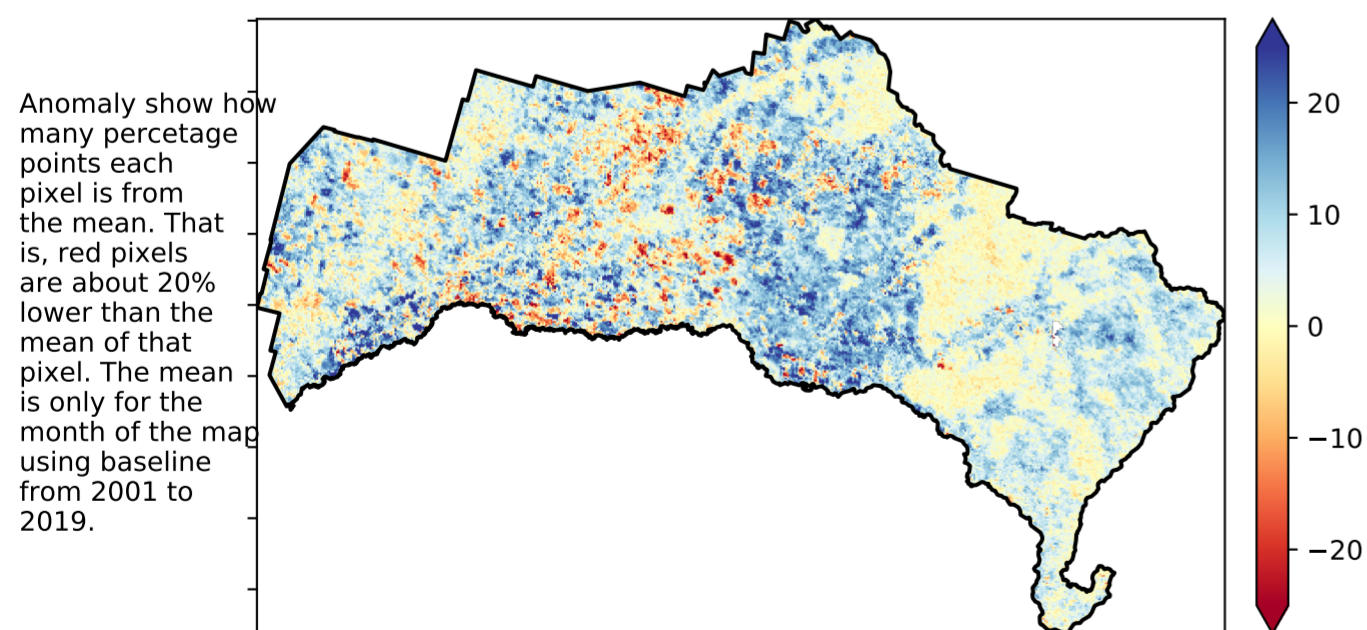 Anomaly show how
many percetage
points each
pixel is from
the mean. That
is, red pixels
are about 20%
lower than the
mean of that
pixel. The mean
is only for the
month of the map
using baseline
from 2001 to
2019.
20
10
0
−10
−20